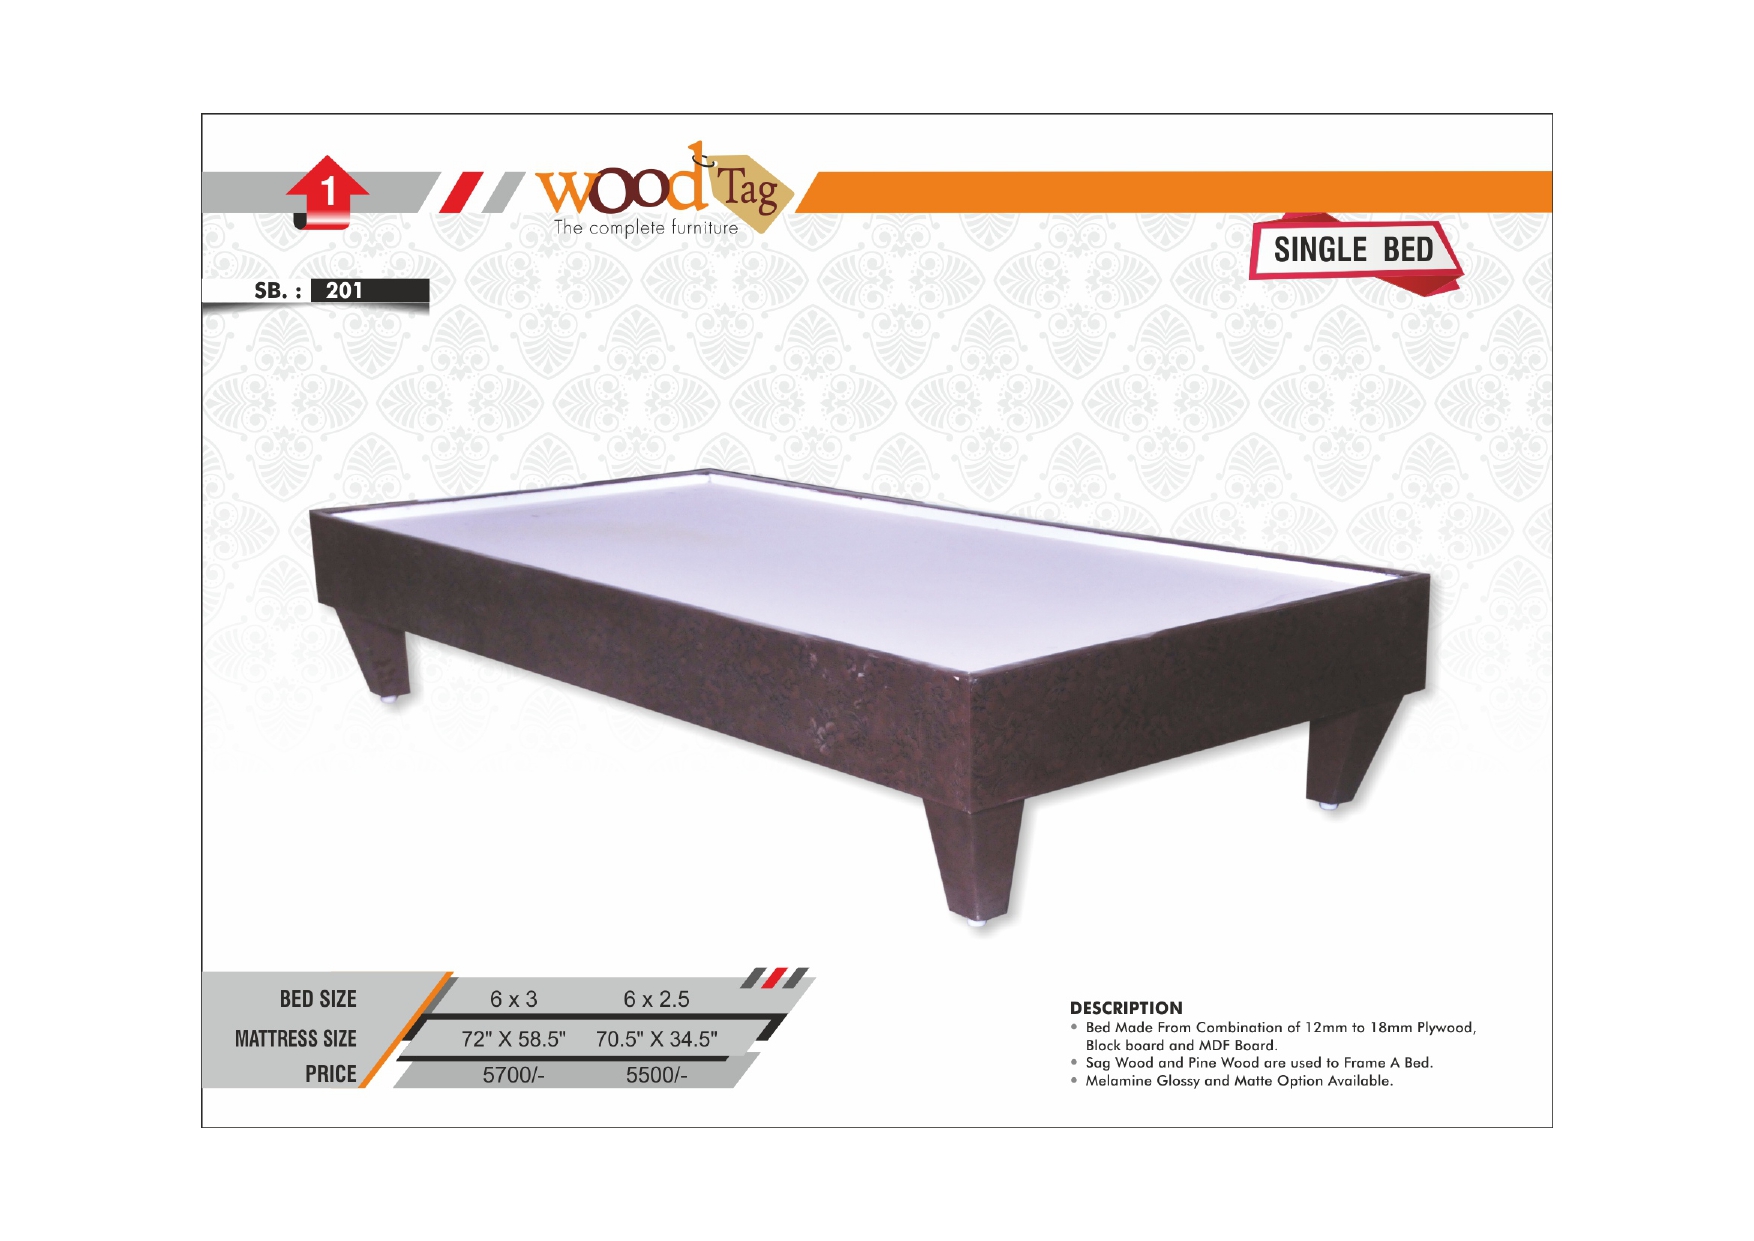 1
wood Tag
The complete furniture
SINGLE BED
SB. : 201
BED SIZE 6 x 3 6 x 2.5
MATTRESS SIZE 72" X 58.5" 70.5" X 34.5"
PRICE 5700/- 5500/-
DESCRIPTION
• Bed Made From Combination of 12mm to 18mm Plywood,
Block board and MDF Board.
• Sag Wood and Pine Wood are used to Frame A Bed.
• Melamine Glossy and Matte Option Available.